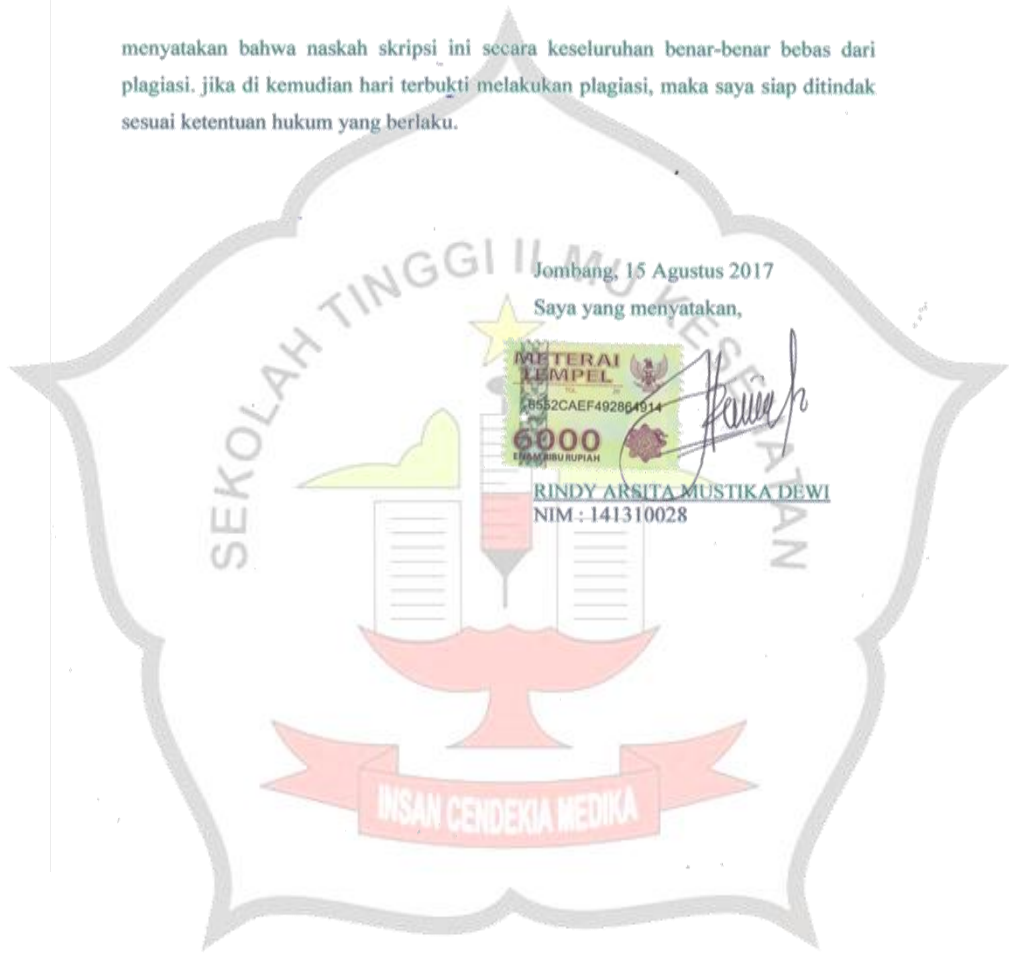 menyatakan bahwa naskah skripsi ini secara keseluruhan benar-benar bebas dari
plagiasi. jika di kemudian hari terbukti melakukan plagiasi, maka saya siap ditindak
sesuai ketentuan hukum yang berlaku.
SEKOLAH TINGGI ILMU KESEHATAN
Jombang, 15 Agustus 2017
Saya yang menyatakan,
METERAI
TEMPEL
TGL. 20
6000
ENAM RIBU RUPIAH
RINDY ARSITA MUSTIKA DEWI
NIM : 141310028
INSAN CENDEKIA MEDIKA